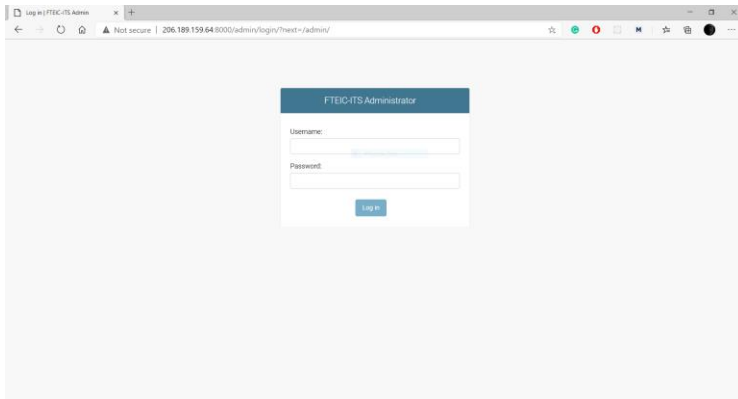 Log in | FTEIC-ITS Admin
Not secure | 206.189.159.64:8000/admin/login/?next=/admin/
FTEIC-ITS Administrator
Username:
Password:
Log in